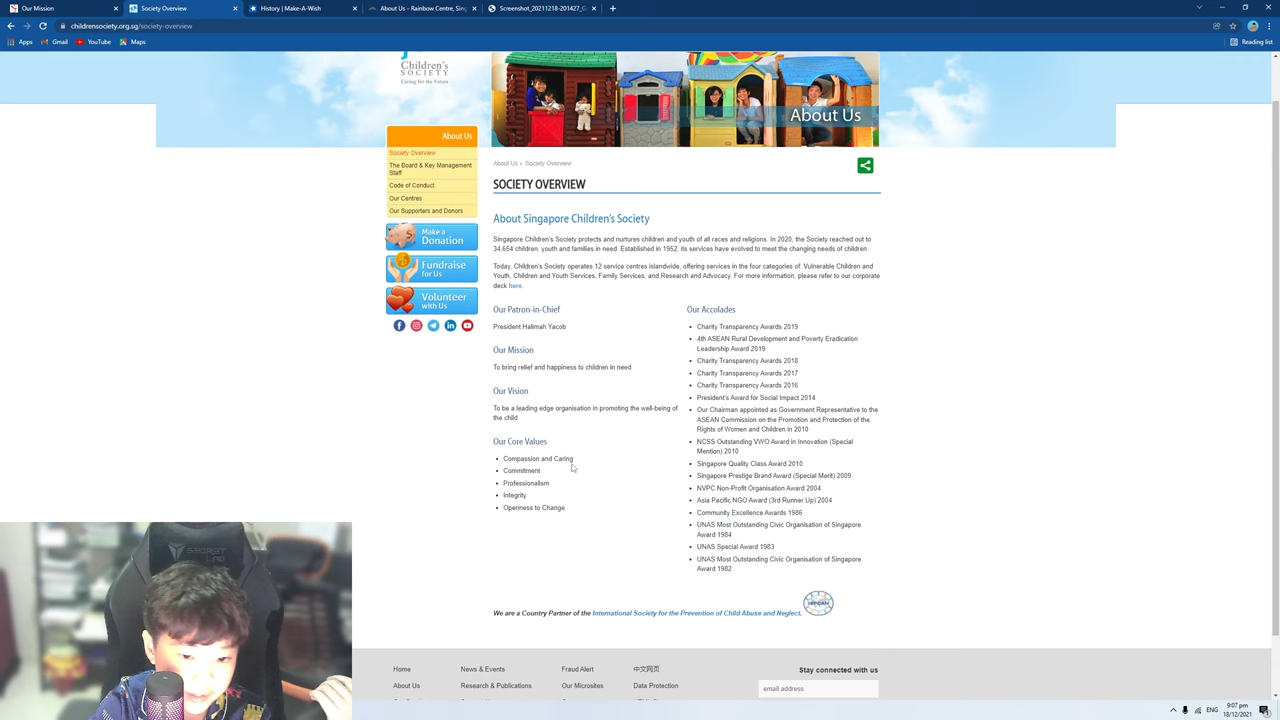 Our Mission
Society Overview
History | Make-A-Wish
About Us - Rainbow Centre, Sing
Screenshot_20211218-201427_G
childrensociety.org.sg/society-overview
Apps
Gmail
YouTube
Maps
Reading list
Children's
SOCIETY
Caring for the Future
About Us
About Us
Society Overview
The Board & Key Management
Staff
Code of Conduct
Our Centres
Our Supporters and Donors
Make a
Donation
Fundraise
for Us
Volunteer
with Us
About Us » Society Overview
SOCIETY OVERVIEW
About Singapore Children's Society
Singapore Children's Society protects and nurtures children and youth of all races and religions. In 2020, the Society reached out to
34,654 children, youth and families in need. Established in 1952, its services have evolved to meet the changing needs of children.
Today, Children's Society operates 12 service centres islandwide, offering services in the four categories of: Vulnerable Children and
Youth, Children and Youth Services, Family Services, and Research and Advocacy. For more information, please refer to our corporate
deck here.
Our Patron-in-Chief
President Halimah Yacob
Our Mission
To bring relief and happiness to children in need
Our Vision
To be a leading edge organisation in promoting the well-being of
the child
Our Core Values
Compassion and Caring
Commitment
Professionalism
Integrity
Openness to Change
Our Accolades
Charity Transparency Awards 2019
4th ASEAN Rural Development and Poverty Eradication
Leadership Award 2019
Charity Transparency Awards 2018
Charity Transparency Awards 2017
Charity Transparency Awards 2016
President's Award for Social Impact 2014
Our Chairman appointed as Government Representative to the
ASEAN Commission on the Promotion and Protection of the
Rights of Women and Children in 2010
NCSS Outstanding VWO Award in Innovation (Special
Mention) 2010
Singapore Quality Class Award 2010
Singapore Prestige Brand Award (Special Merit) 2009
NVPC Non-Profit Organisation Award 2004
Asia Pacific NGO Award (3rd Runner Up) 2004
Community Excellence Awards 1986
UNAS Most Outstanding Civic Organisation of Singapore
Award 1984
UNAS Special Award 1983
UNAS Most Outstanding Civic Organisation of Singapore
Award 1982
We are a Country Partner of the International Society for the Prevention of Child Abuse and Neglect.
ISPCAN
SECRET
LAB
Home
News & Events
Fraud Alert
中文网页
Stay connected with us
About Us
Research & Publications
Our Microsites
Data Protection
email address
ENG
9:07 pm
18/12/2021